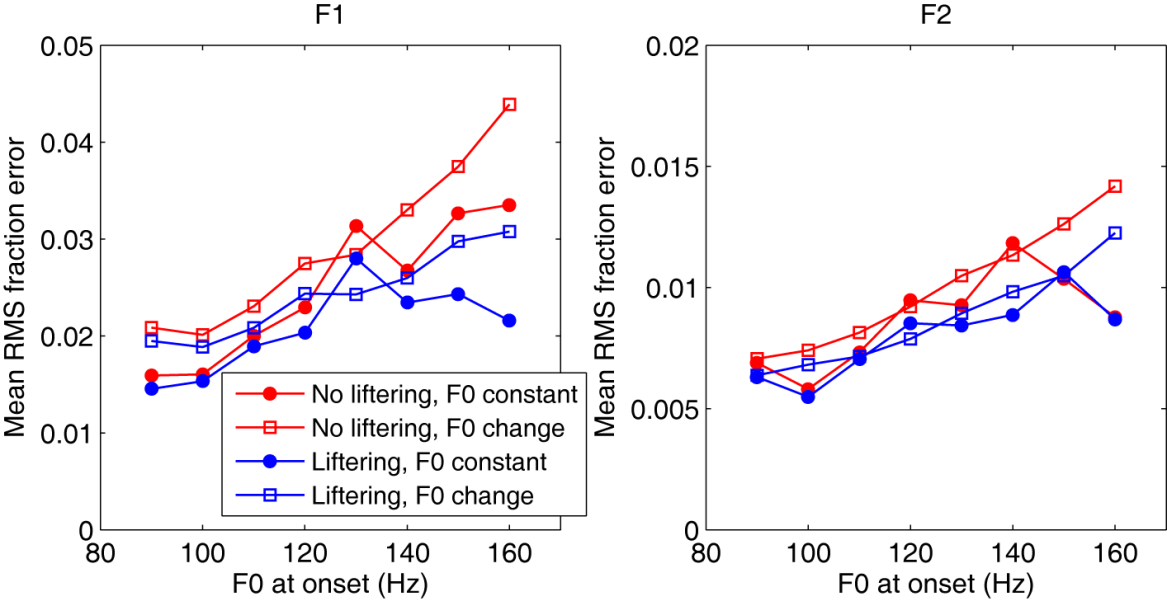 F1
Mean RMS fraction error
0.05
0.04
0.03
0.02
0.01
0
80
100
120
140
160
F0 at onset (Hz)
No liftering, F0 constant
No liftering, F0 change
Liftering, F0 constant
Liftering, F0 change
F2
Mean RMS fraction error
0.02
0.015
0.01
0.005
0
80
100
120
140
160
F0 at onset (Hz)